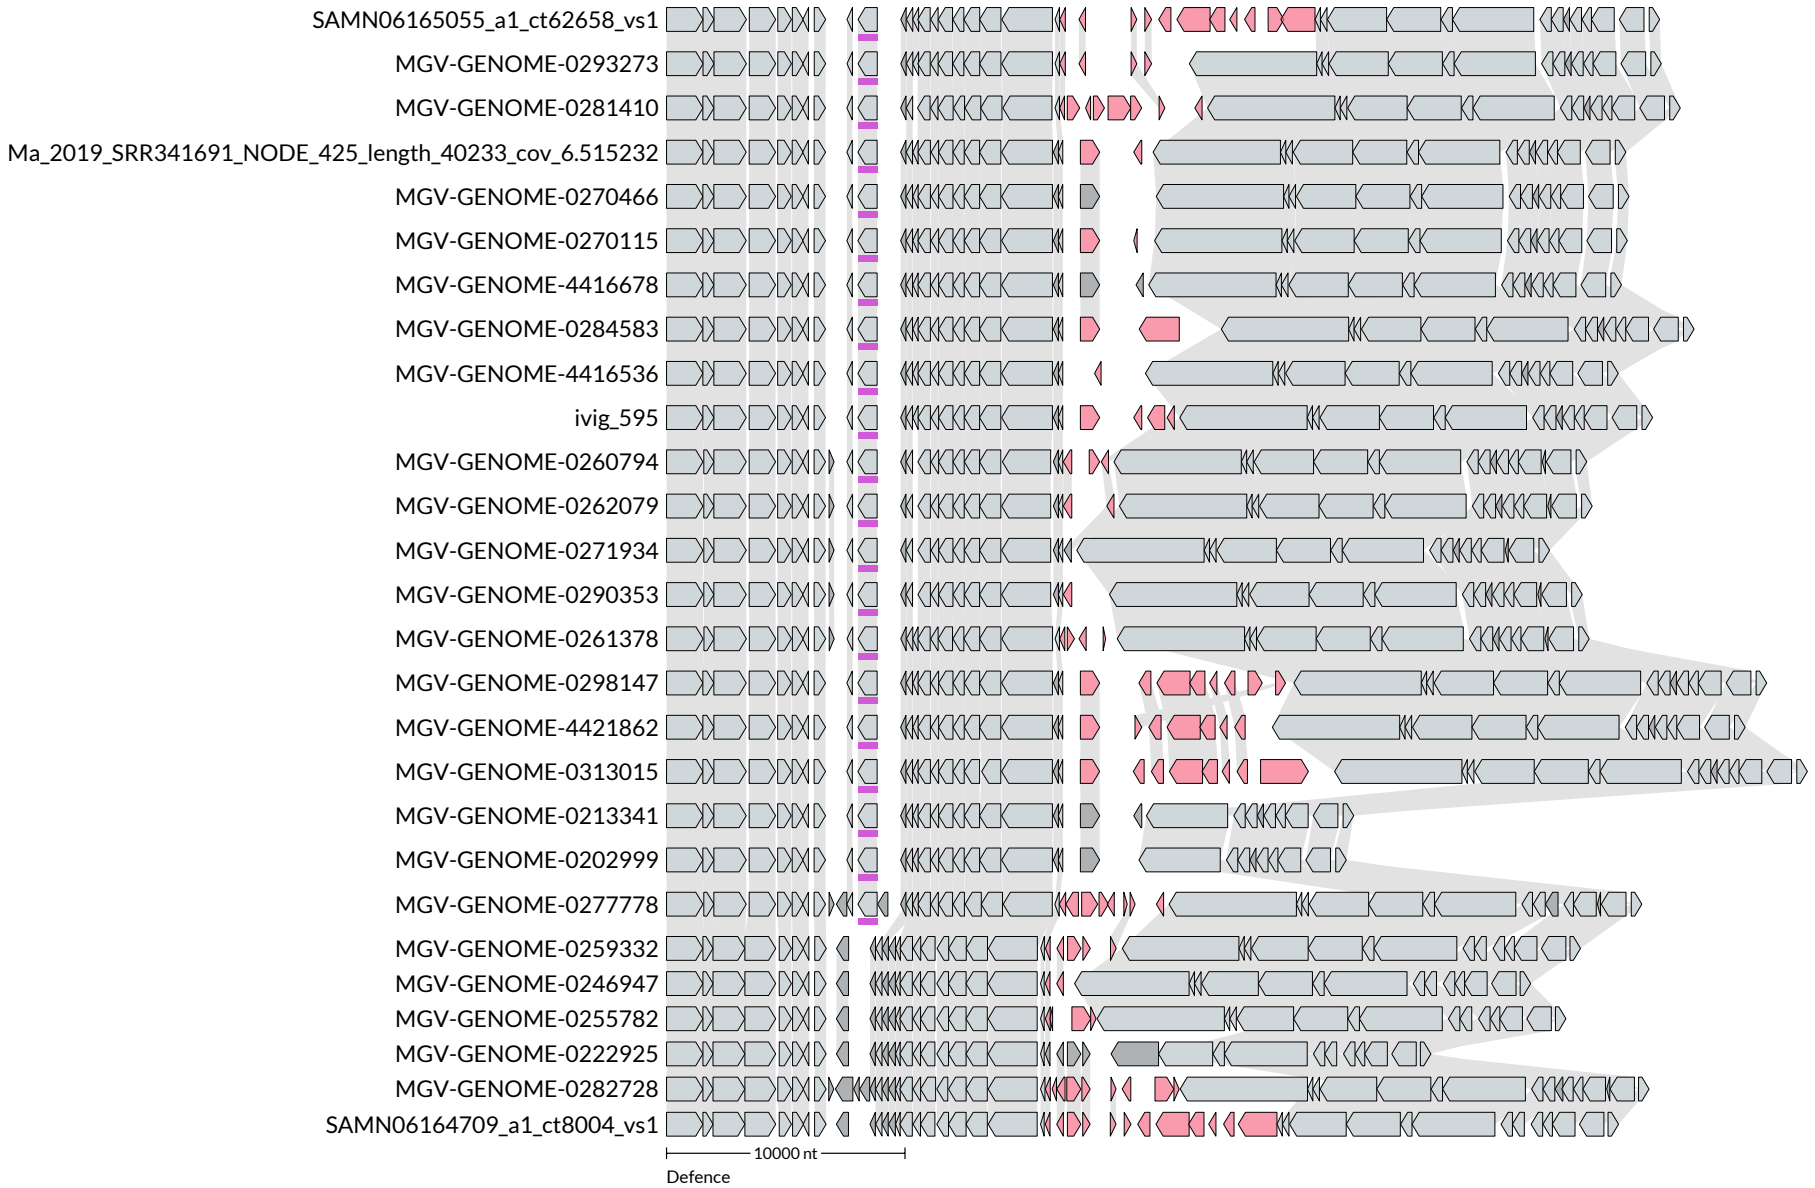 SAMN06165055_a1_ct62658_vs1
MGV-GENOME-0293273
MGV-GENOME-0281410
Ma_2019_SRR341691_NODE_425_length_40233_cov_6.515232
MGV-GENOME-0270466
MGV-GENOME-0270115
MGV-GENOME-4416678
MGV-GENOME-0284583
MGV-GENOME-4416536
ivig_595
MGV-GENOME-0260794
MGV-GENOME-0262079
MGV-GENOME-0271934
MGV-GENOME-0290353
MGV-GENOME-0261378
MGV-GENOME-0298147
MGV-GENOME-4421862
MGV-GENOME-0313015
MGV-GENOME-0213341
MGV-GENOME-0202999
MGV-GENOME-0277778
MGV-GENOME-0259332
MGV-GENOME-0246947
MGV-GENOME-0255782
MGV-GENOME-0222925
MGV-GENOME-0282728
SAMN06164709_a1_ct8004_vs1
10000 nt
Defence